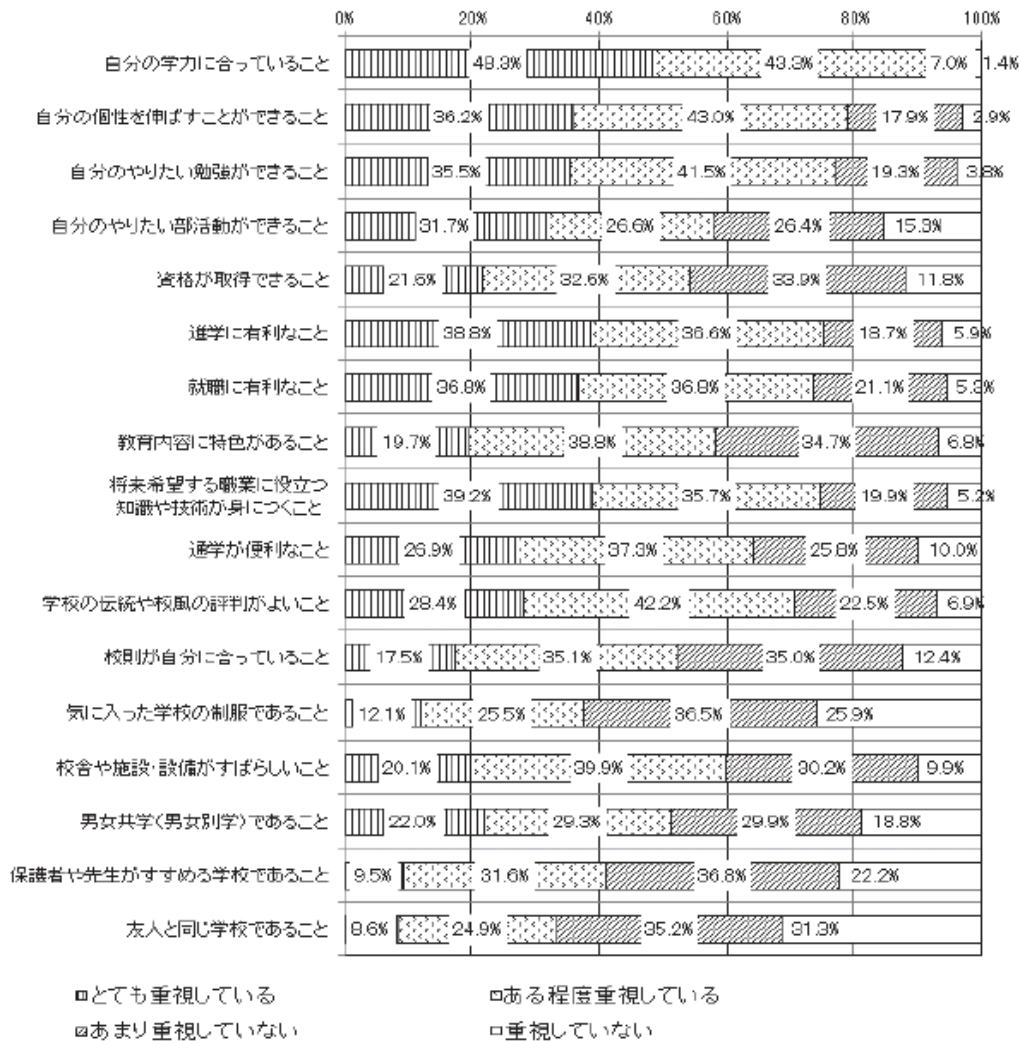 0% 20% 40% 60% 80% 100%
自分の学力に合っていること 48.3% 43.3% 7.0% 1.4%
自分の個性を伸ばすことができること 36.2% 43.0% 17.9% 2.9%
自分のやりたい勉強ができること 35.5% 41.5% 19.3% 3.8%
自分のやりたい部活動ができること 31.7% 26.6% 26.4% 15.3%
資格が取得できること 21.6% 32.6% 33.9% 11.8%
進学に有利なこと 38.8% 36.6% 18.7% 5.9%
就職に有利なこと 36.8% 36.8% 21.1% 5.3%
教育内容に特色があること 19.7% 38.8% 34.7% 6.8%
将来希望する職業に役立つ
知識や技術が身につくこと 39.2% 35.7% 19.9% 5.2%
通学が便利なこと 26.9% 37.3% 25.8% 10.0%
学校の伝統や校風の評判がよいこと 28.4% 42.2% 22.5% 6.9%
校則が自分に合っていること 17.5% 35.1% 35.0% 12.4%
気に入った学校の制服であること 12.1% 25.5% 36.5% 25.9%
校舎や施設・設備がすばらしいこと 20.1% 39.9% 30.2% 9.9%
男女共学(男女別学)であること 22.0% 29.3% 29.9% 18.8%
保護者や先生がすすめる学校であること 9.5% 31.6% 36.8% 22.2%
友人と同じ学校であること 8.6% 24.9% 35.2% 31.3%
とても重視している ある程度重視している
あまり重視していない 重視していない